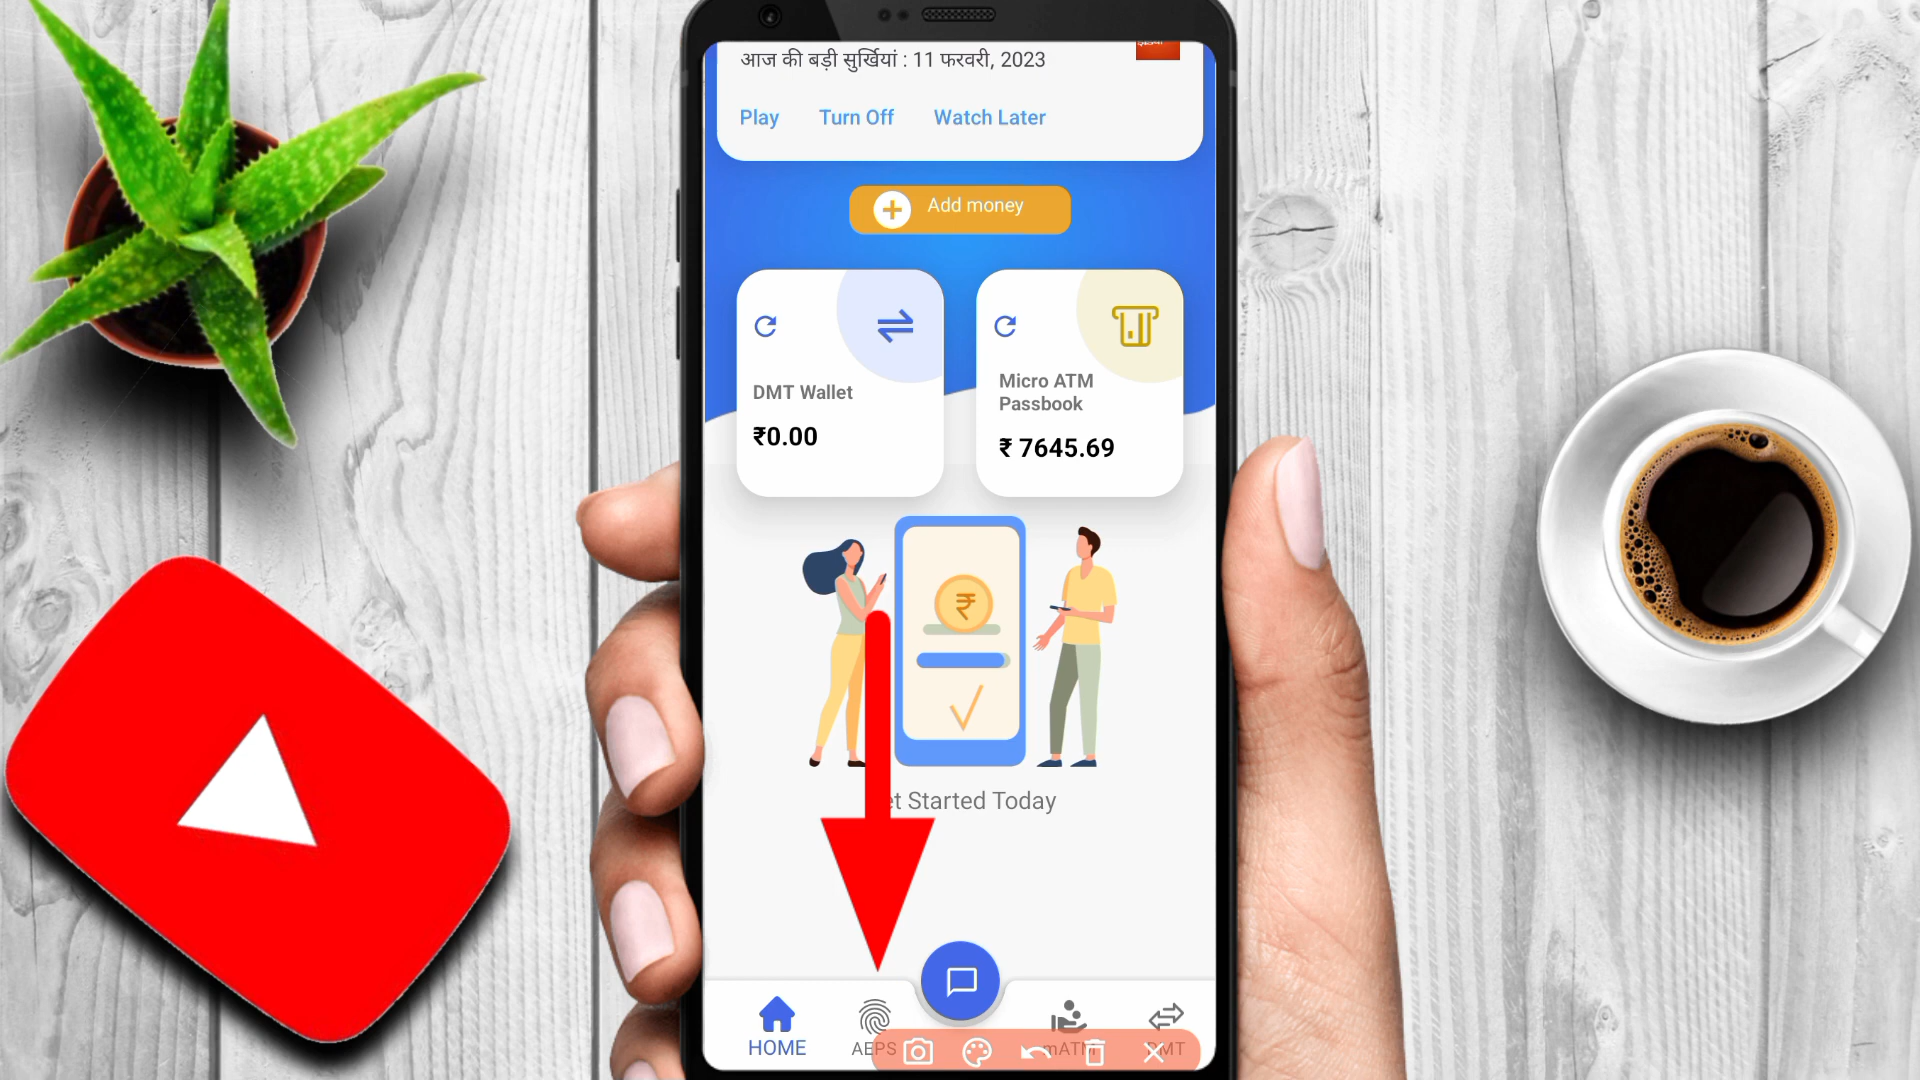 आज की बड़ी सुर्खियां : 11 फरवरी, 2023
Play Turn Off Watch Later
Add money
DMT Wallet
₹0.00
Micro ATM
Passbook
₹ 7645.69
et Started Today
HOME AEPS mATM DMT